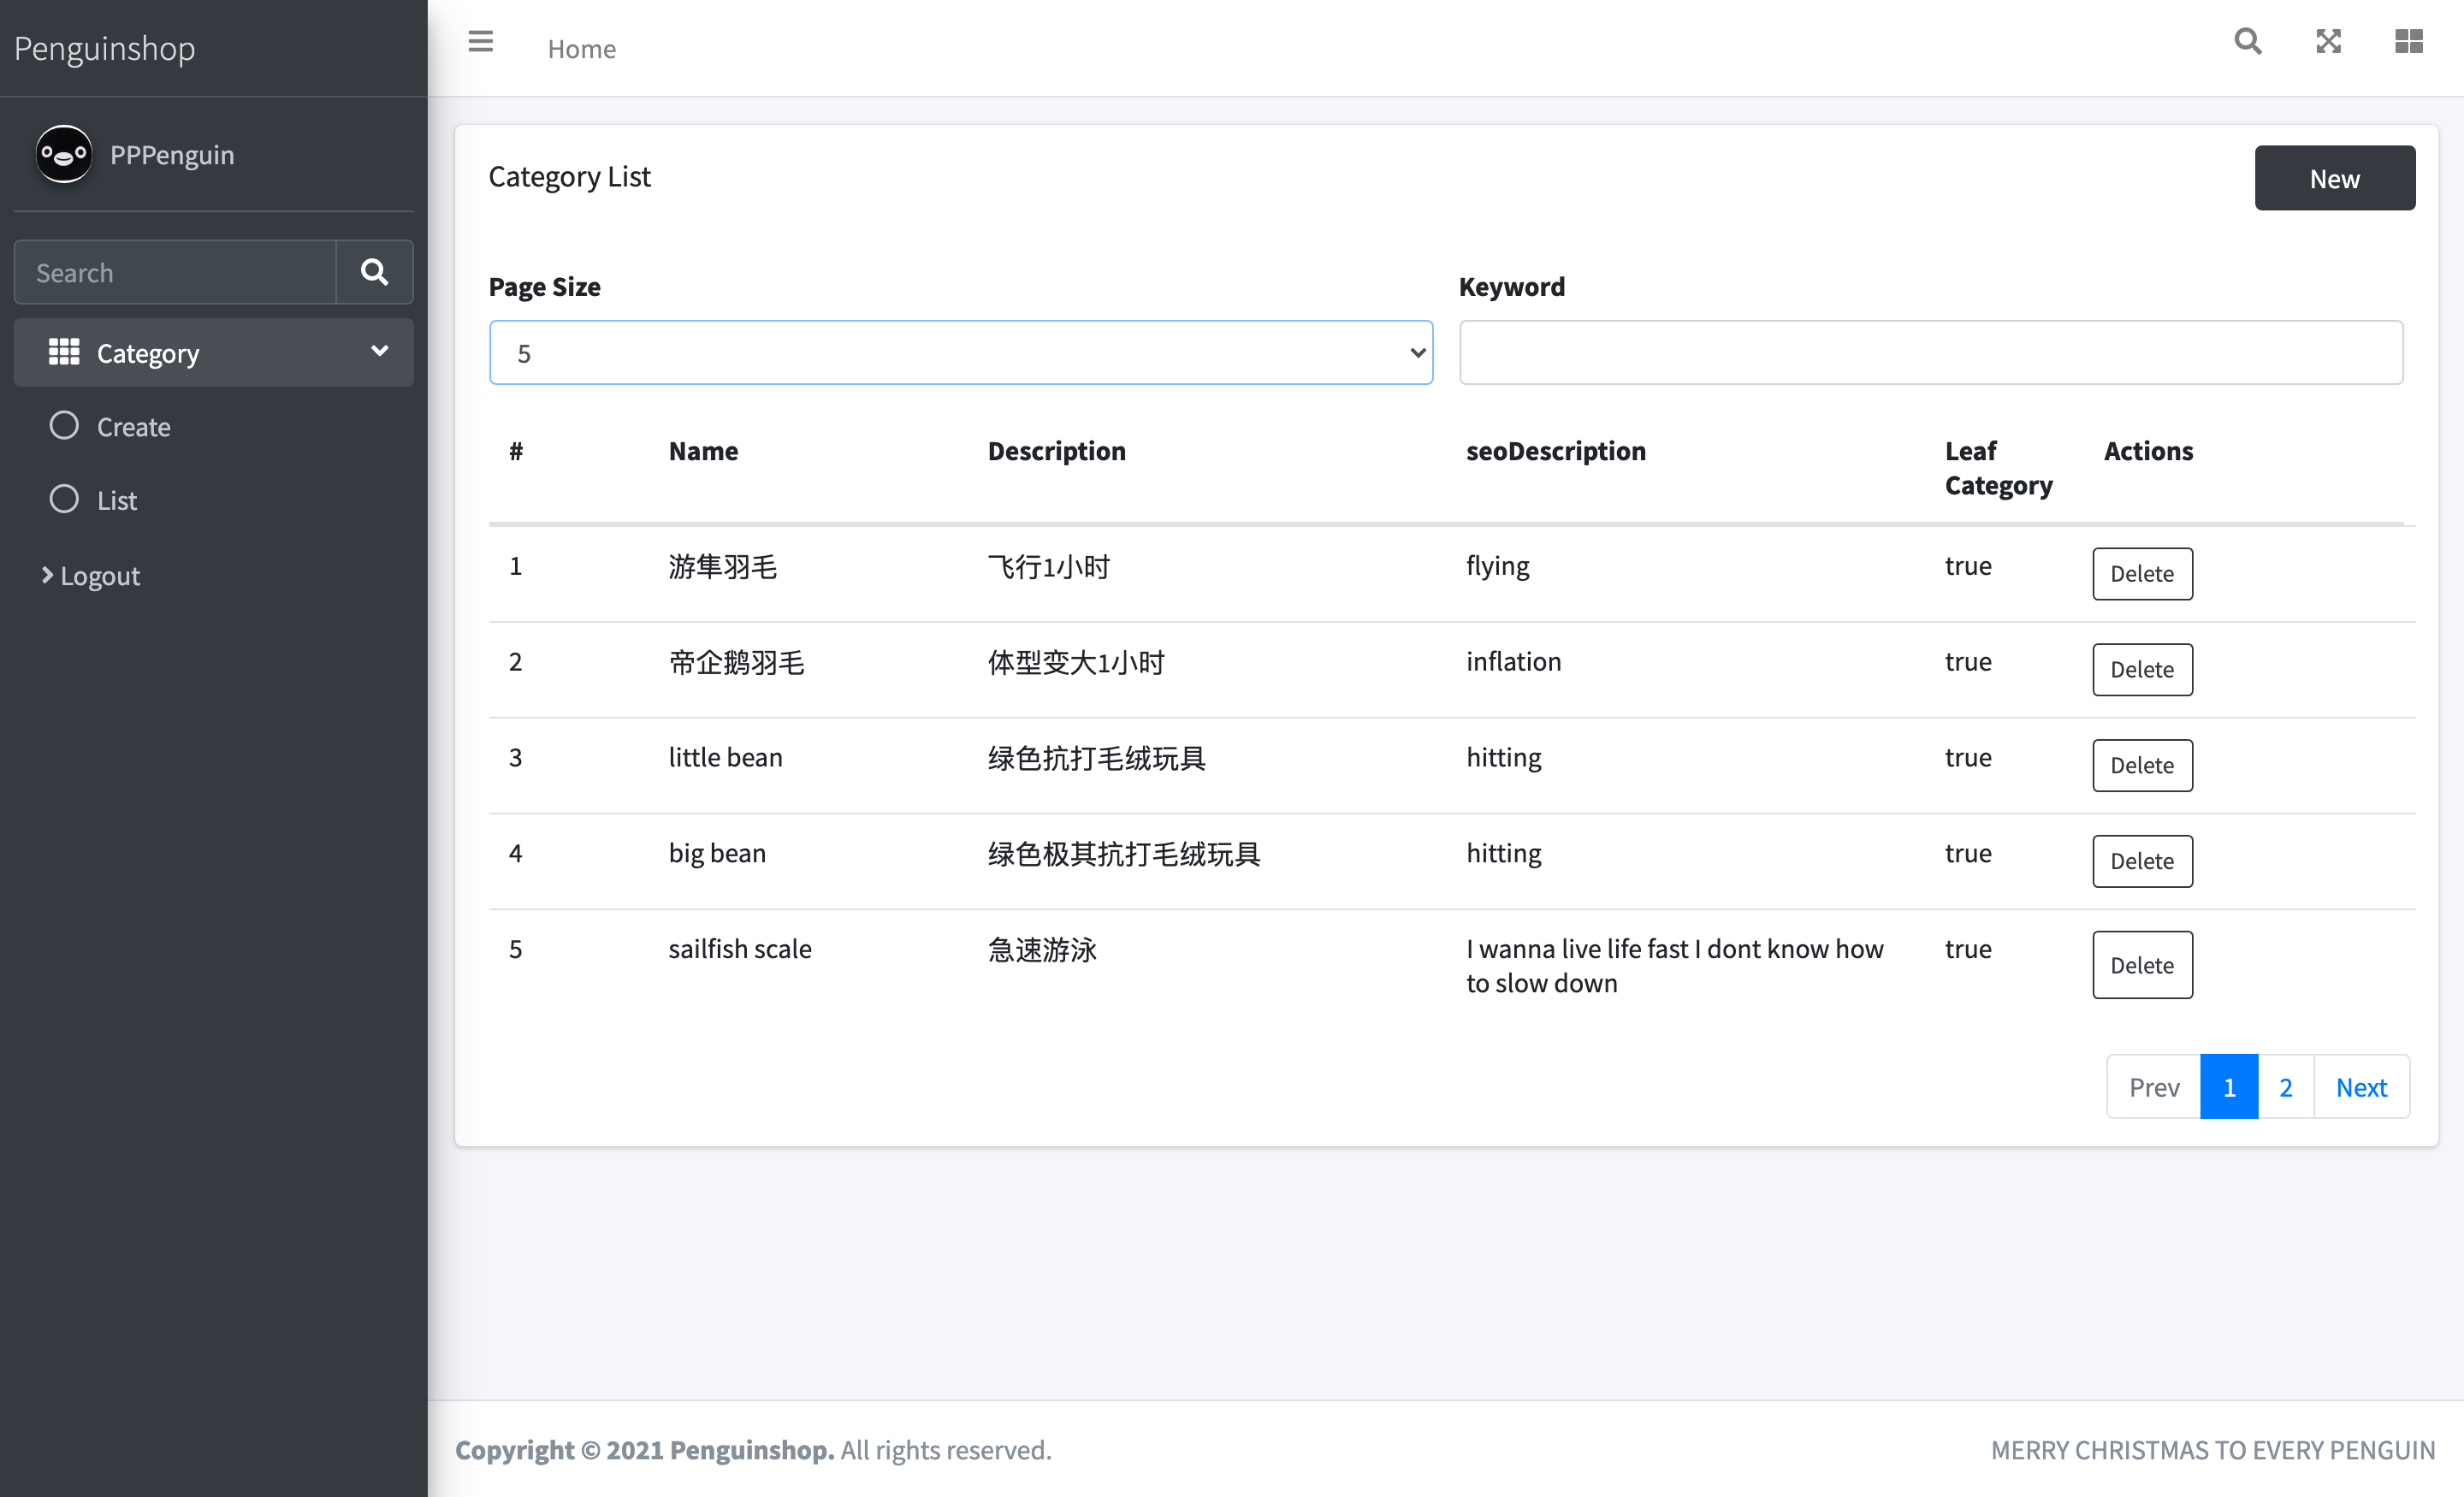 Penguinshop
Home
PPPenguin
Search
Category
Create
List
Logout
Category List
New
Page Size
Keyword
5
# Name Description seoDescription Leaf Category Actions
1 游隼羽毛 飞行1小时 flying true Delete
2 帝企鹅羽毛 体型变大1小时 inflation true Delete
3 little bean 绿色抗打毛绒玩具 hitting true Delete
4 big bean 绿色极其抗打毛绒玩具 hitting true Delete
5 sailfish scale 急速游泳 I wanna live life fast I dont know how to slow down true Delete
Prev 1 2 Next
Copyright © 2021 Penguinshop. All rights reserved.
MERRY CHRISTMAS TO EVERY PENGUIN